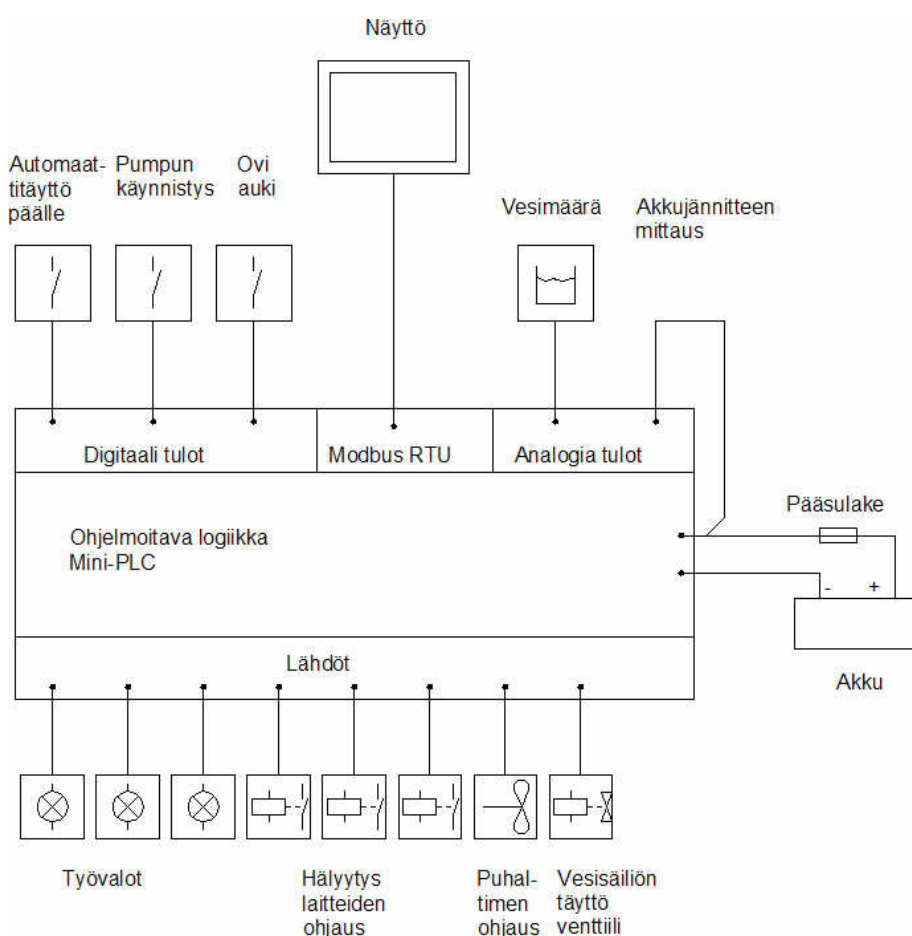 Näyttö
Automaat-
titäyttö
päälle
Pumpun
käynnistys
Ovi
auki
Vesimäärä
Akkujännitteen
mittaus
Digitaali tulot
Modbus RTU
Analogia tulot
Ohjelmoitava logiikka
Mini-PLC
Pääsulake
- +
Akku
Lähdöt
Työvalot
Hälyytys
laitteiden
ohjaus
Puhal-
timen
ohjaus
Vesisäiliön
täyttö
venttiili